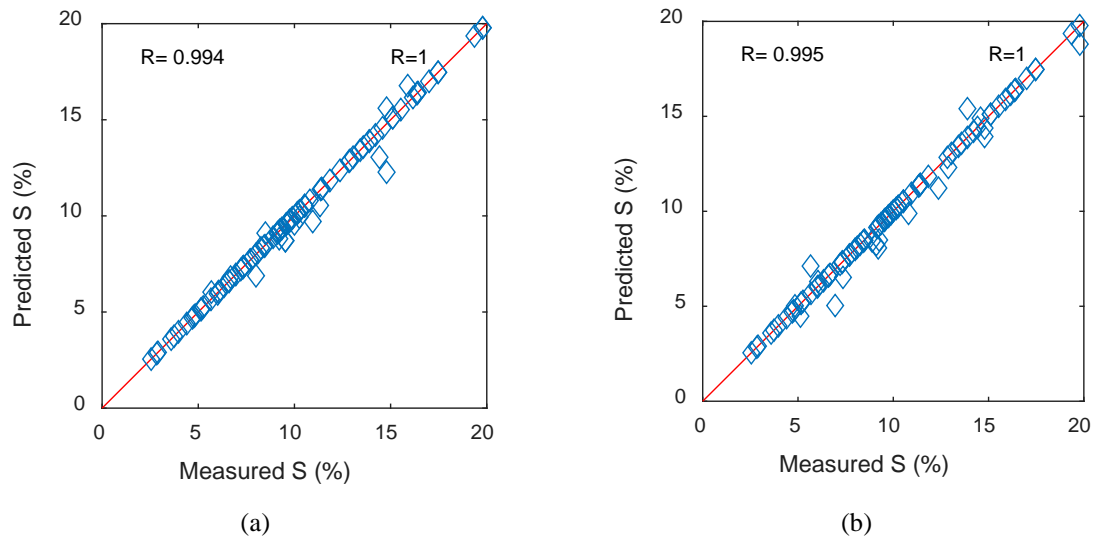 R= 0.994
R=1
20
15
10
5
0
Predicted S (%)
0 5 10 15 20
Measured S (%)
(a)
R= 0.995
R=1
20
15
10
5
0
Predicted S (%)
0 5 10 15 20
Measured S (%)
(b)